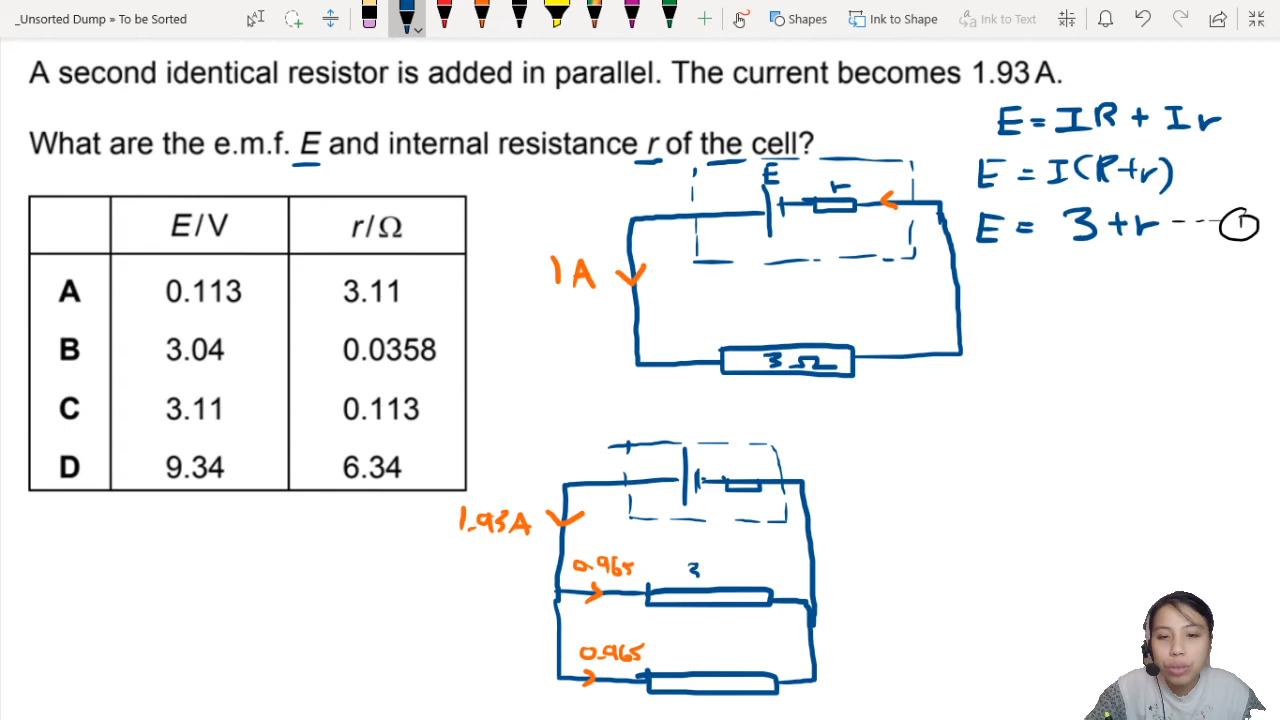 _Unsorted Dump » To be Sorted
Shapes
Ink to Shape
Ink to Text
A second identical resistor is added in parallel. The current becomes 1.93 A.
What are the e.m.f. E and internal resistance r of the cell?
E/V r/Ω
A 0.113 3.11
B 3.04 0.0358
C 3.11 0.113
D 9.34 6.34
E = IR + Ir
E = I(R+r)
E = 3 + r ---- ①
E
r
1A
3 Ω
1.93A
0.965
3
0.965